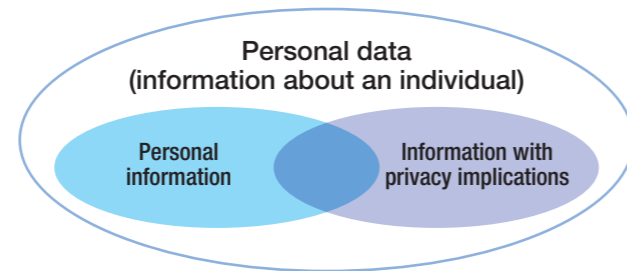 Personal data
(information about an individual)
Personal
information
Information with
privacy implications